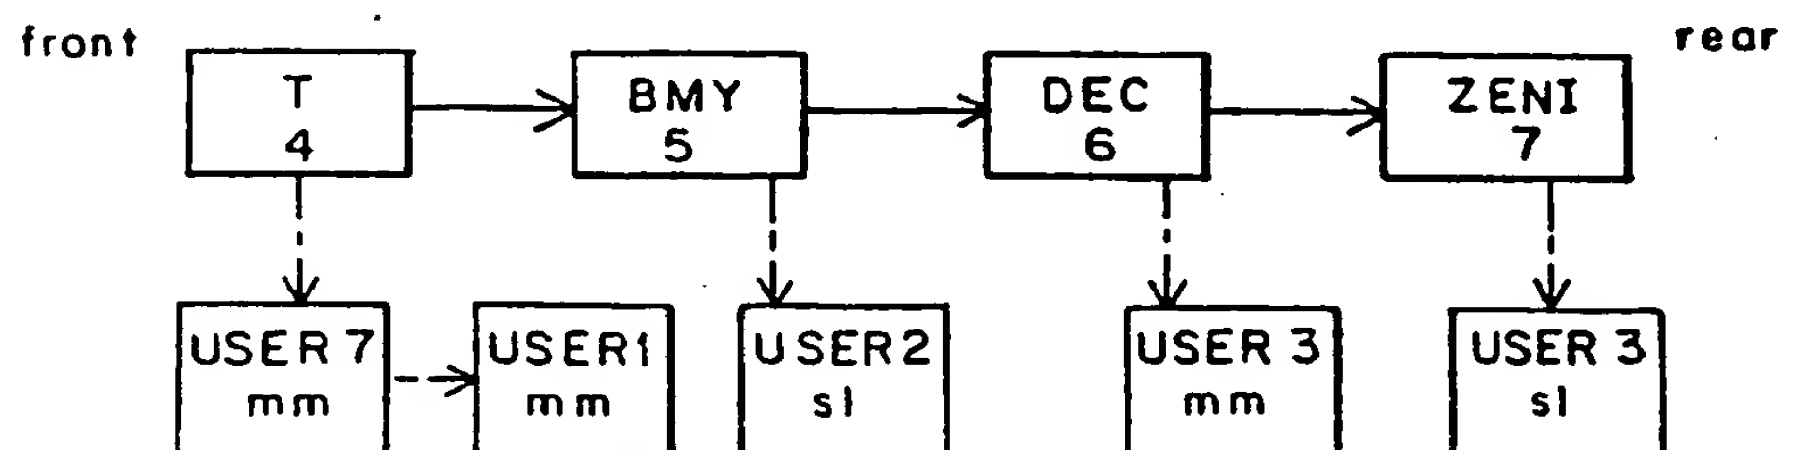 front
rear
T
4
BMY
5
DEC
6
ZENI
7
USER 7
mm
USER1
mm
USER2
sl
USER 3
mm
USER 3
sl